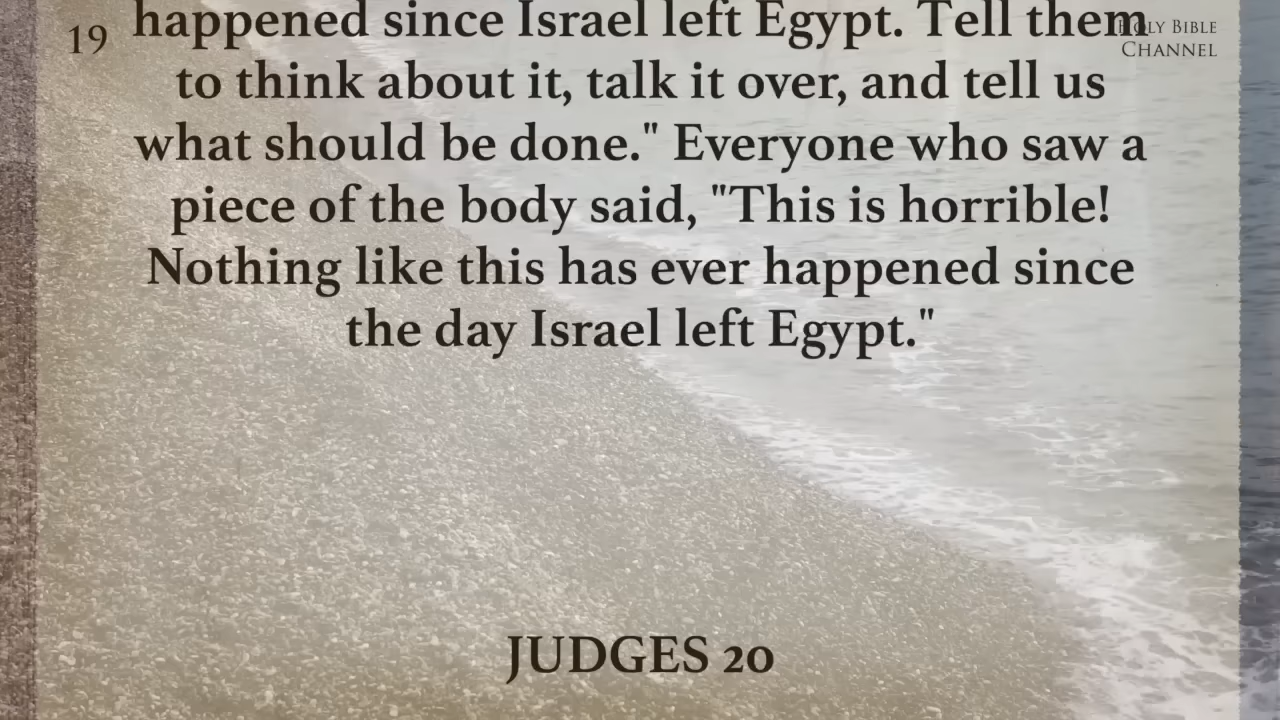 19
happened since Israel left Egypt. Tell them
HOLY BIBLE
CHANNEL
to think about it, talk it over, and tell us
what should be done." Everyone who saw a
piece of the body said, "This is horrible!
Nothing like this has ever happened since
the day Israel left Egypt."
JUDGES 20